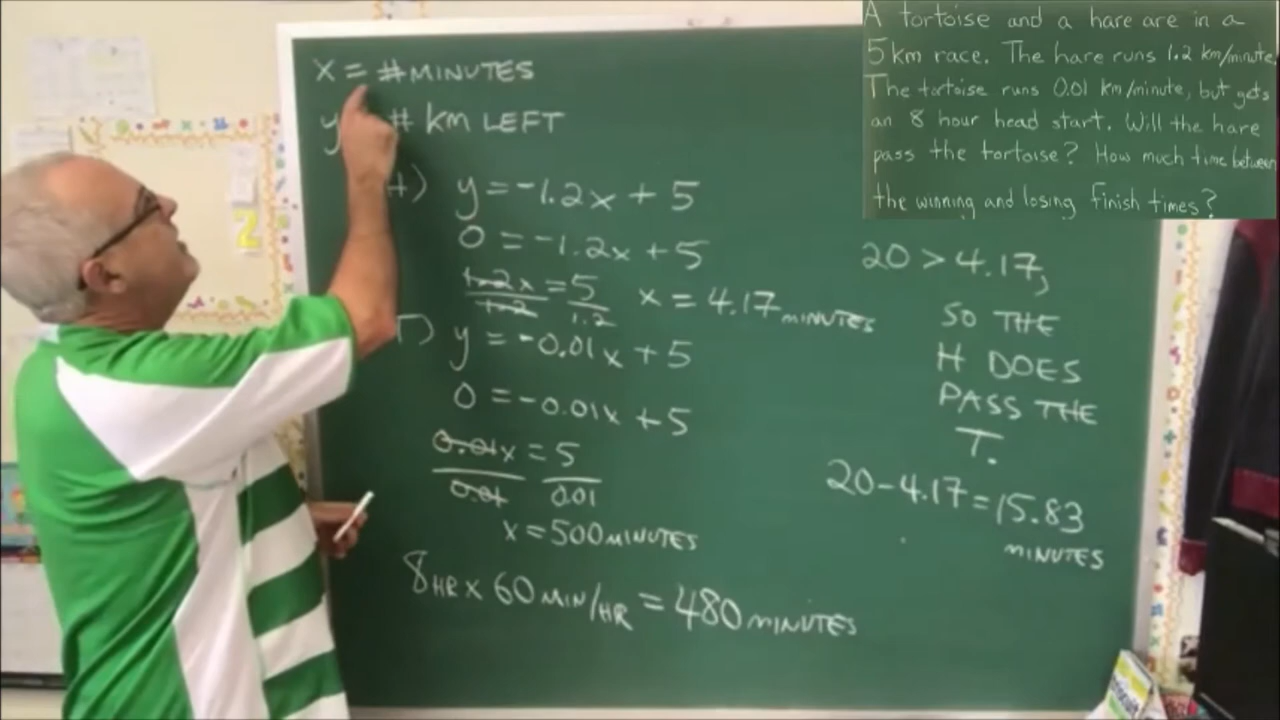 A tortoise and a hare are in a
5 km race. The hare runs 1.2 km/minute.
The tortoise runs 0.01 km/minute, but gets
an 8 hour head start. Will the hare
pass the tortoise? How much time between
the winning and losing finish times?
x = # MINUTES
y # KM LEFT
H) y = -1.2x + 5
0 = -1.2x + 5
1.2x = 5
1.2 1.2
x = 4.17 MINUTES
T) y = -0.01x + 5
0 = -0.01x + 5
0.01x = 5
0.01 0.01
x = 500 MINUTES
8 HR x 60 MIN/HR = 480 MINUTES
20 > 4.17,
SO THE
H DOES
PASS THE
T.
20 - 4.17 = 15.83
MINUTES
2